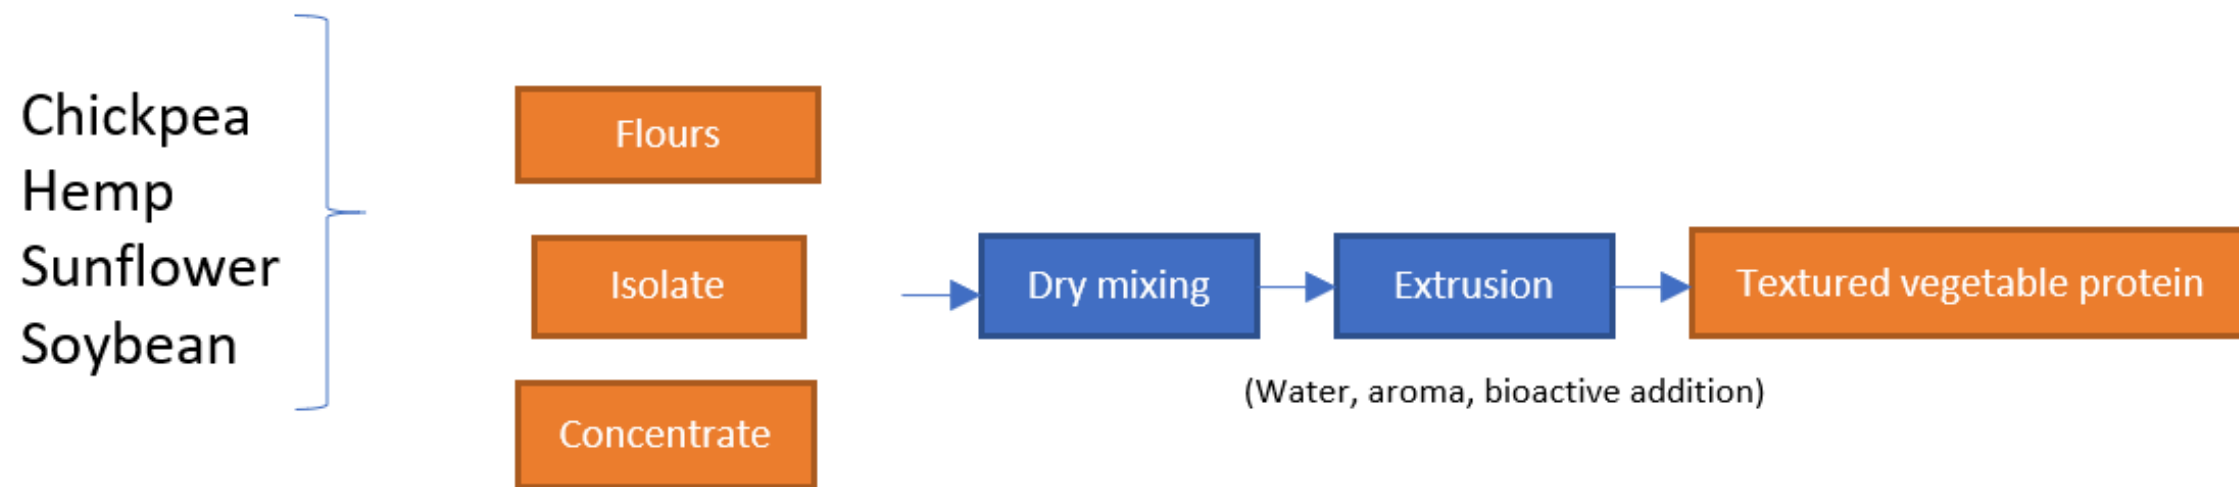 Chickpea
Hemp
Sunflower
Soybean
Flours
Isolate
Concentrate
Dry mixing
Extrusion
Textured vegetable protein
(Water, aroma, bioactive addition)